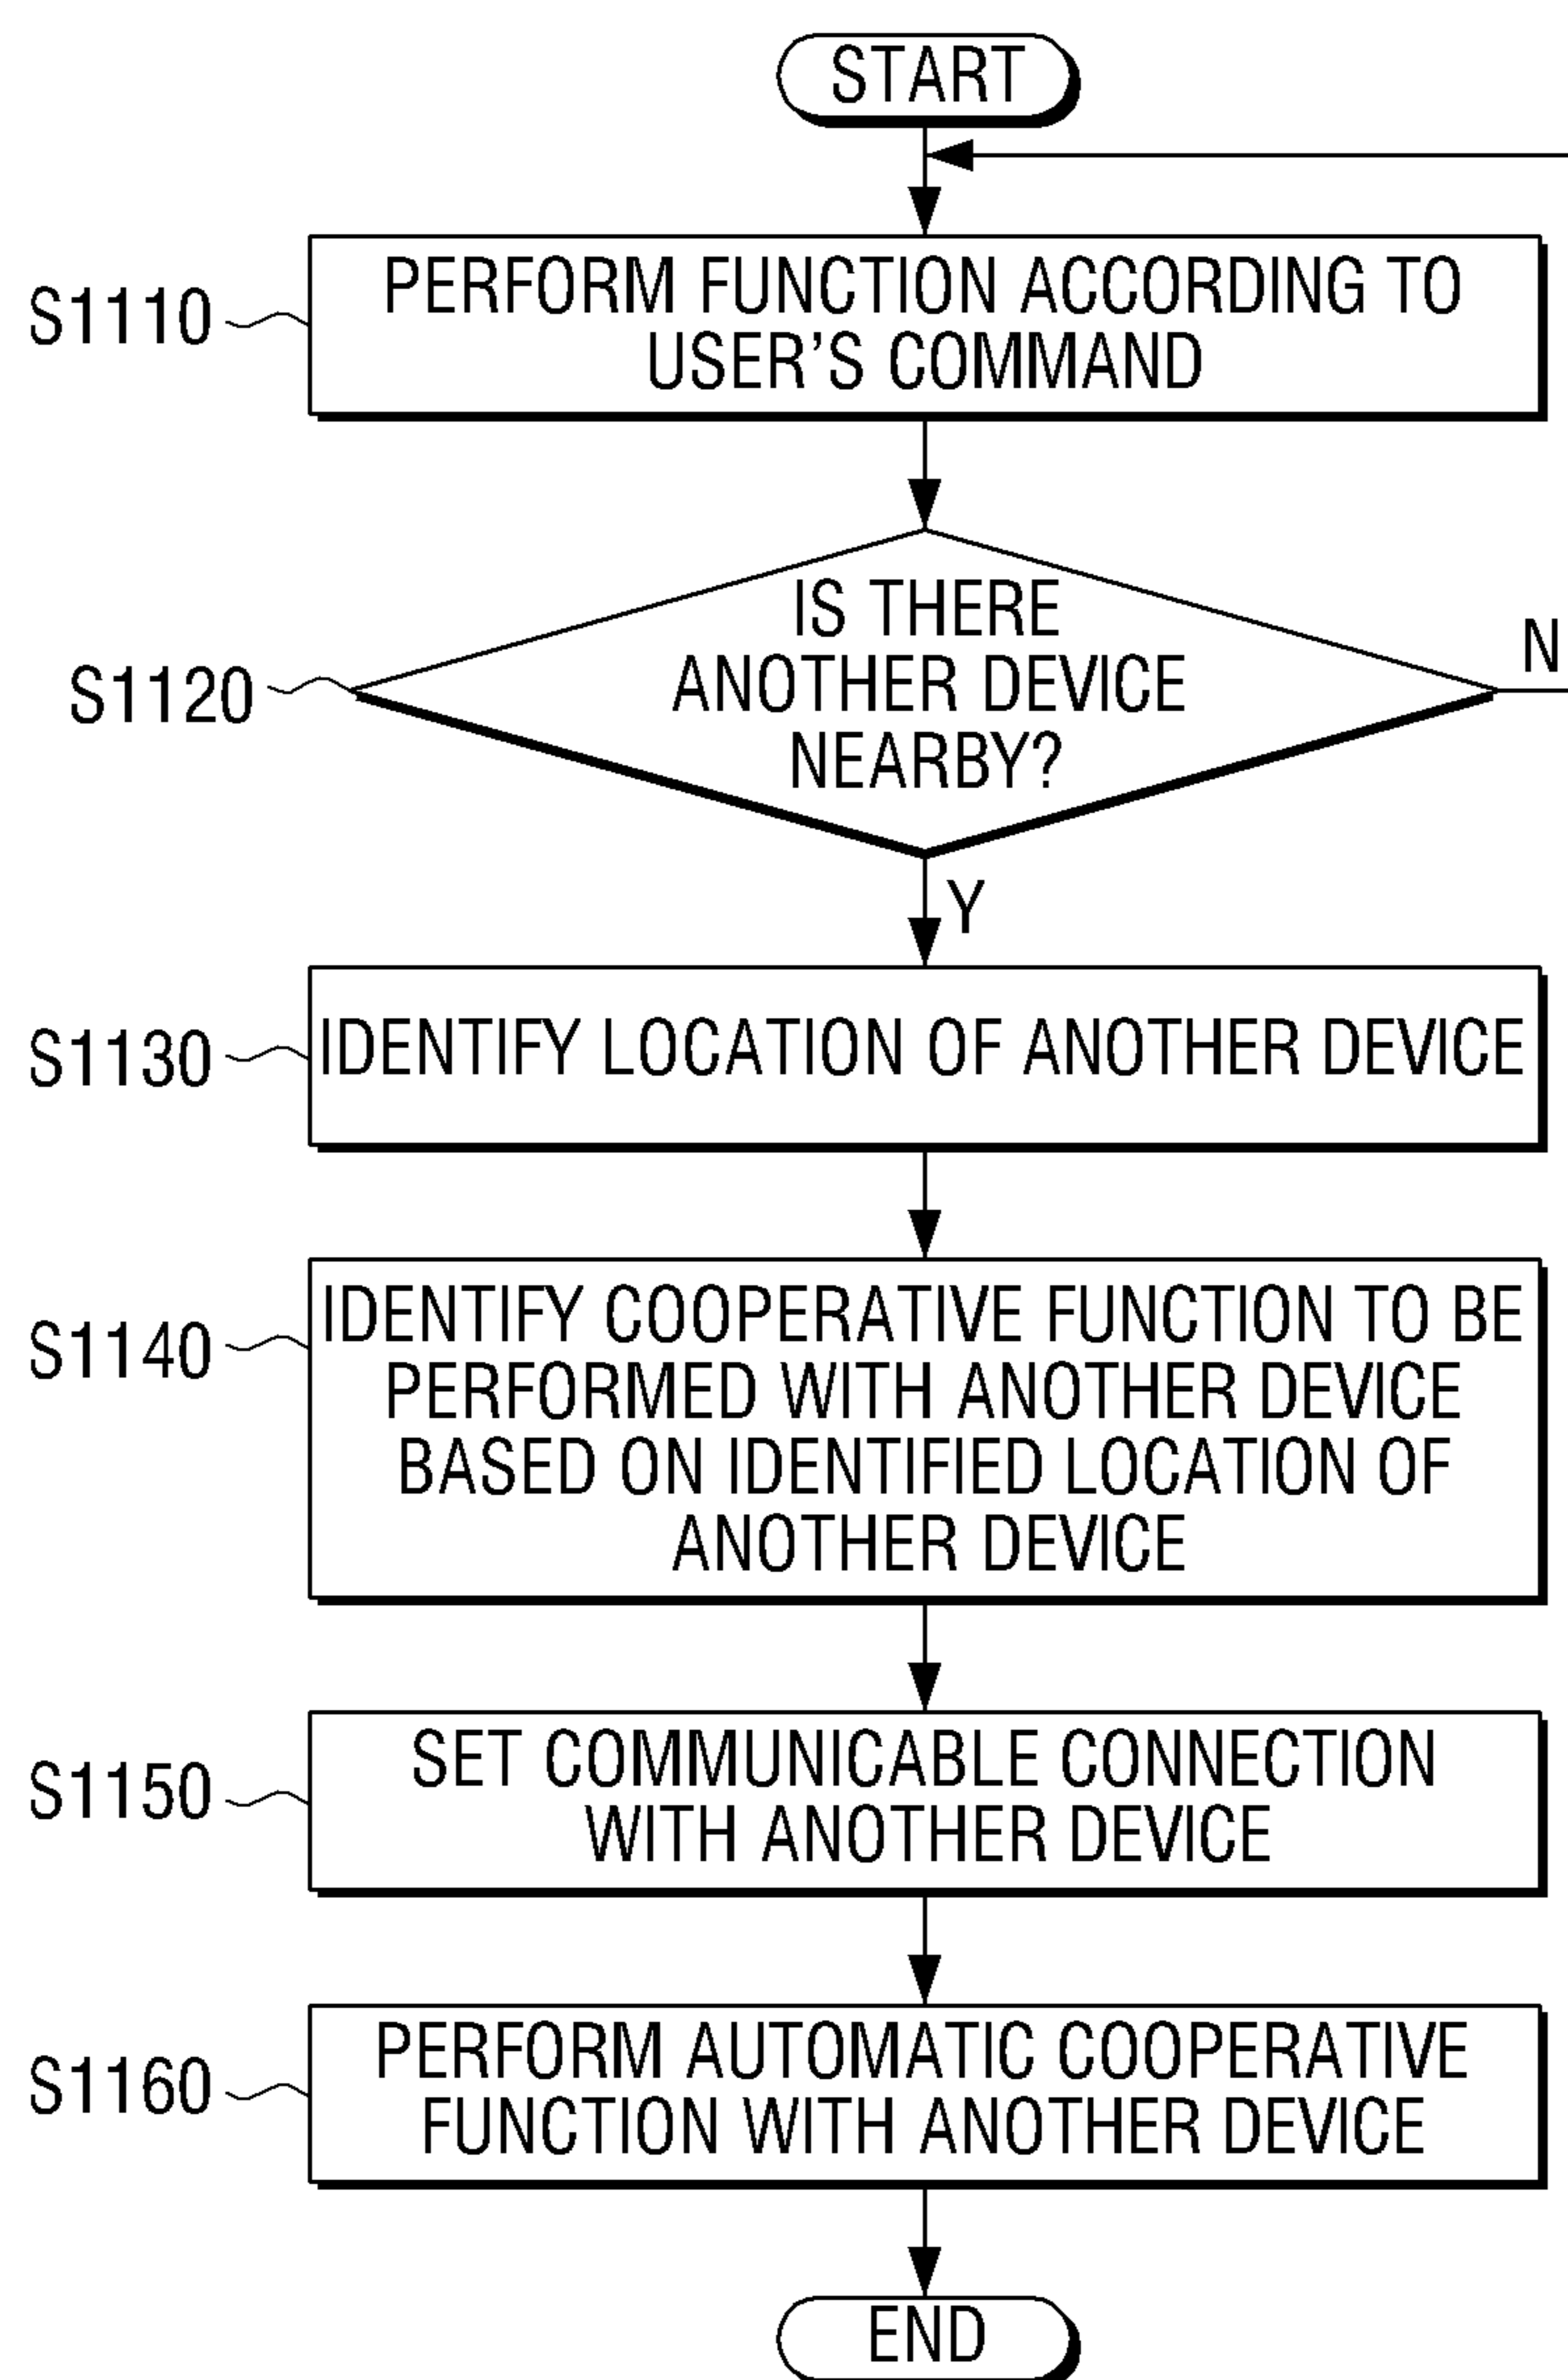 START
S1110
PERFORM FUNCTION ACCORDING TO
USER'S COMMAND
S1120
IS THERE
ANOTHER DEVICE
NEARBY?
N
Y
S1130
IDENTIFY LOCATION OF ANOTHER DEVICE
S1140
IDENTIFY COOPERATIVE FUNCTION TO BE
PERFORMED WITH ANOTHER DEVICE
BASED ON IDENTIFIED LOCATION OF
ANOTHER DEVICE
S1150
SET COMMUNICABLE CONNECTION
WITH ANOTHER DEVICE
S1160
PERFORM AUTOMATIC COOPERATIVE
FUNCTION WITH ANOTHER DEVICE
END